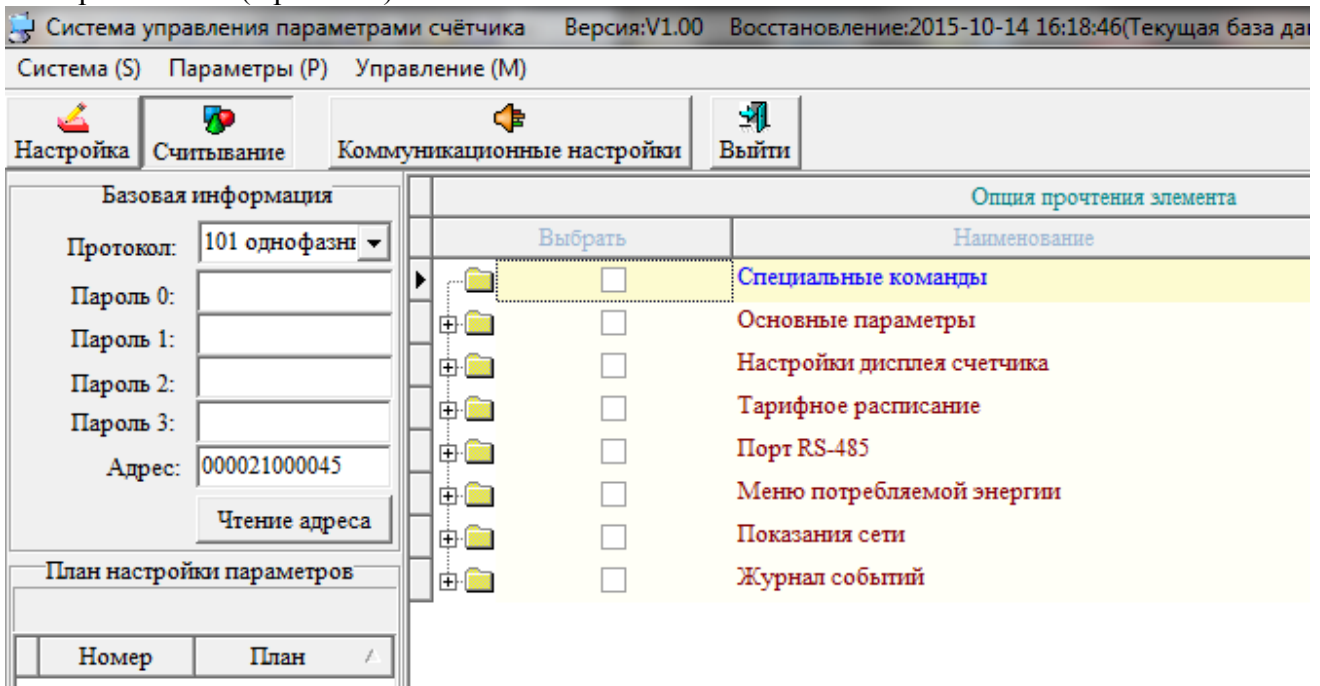 Система управления параметрами счётчика Версия:V1.00 Восстановление:2015-10-14 16:18:46(Текущая база
Система (S) Параметры (P) Управление (M)
Настройка Считывание Коммуникационные настройки Выйти
Базовая информация
Протокол: 101 однофазн
Пароль 0:
Пароль 1:
Пароль 2:
Пароль 3:
Адрес: 000021000045
Чтение адреса
План настройки параметров
Номер План
Опция прочтения элемента
Выбрать Наименование
Специальные команды
Основные параметры
Настройки дисплея счетчика
Тарифное расписание
Порт RS-485
Меню потребляемой энергии
Показания сети
Журнал событий